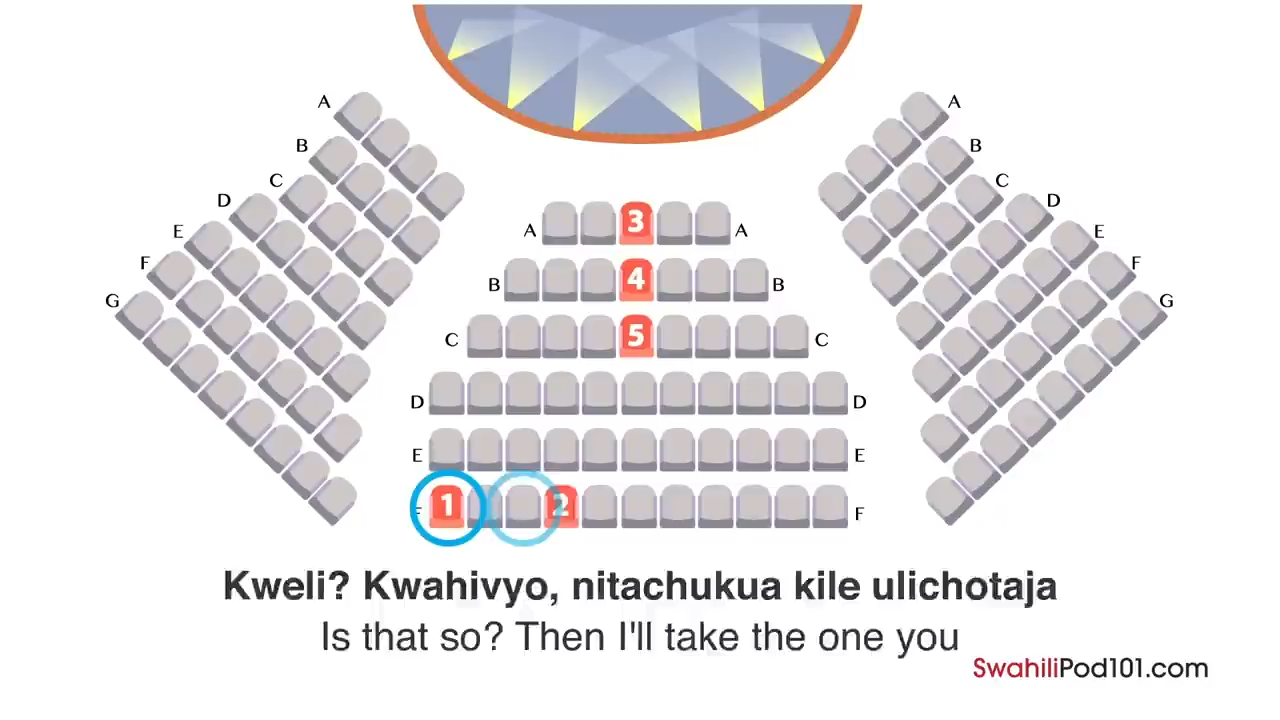 A A
B B
C C
D D
E E
F F
G G
A 3 A
B 4 B
C 5 C
D D
E E
F 1 2 F
Kweli? Kwahivyo, nitachukua kile ulichotaja
Is that so? Then I'll take the one you
SwahiliPod101.com